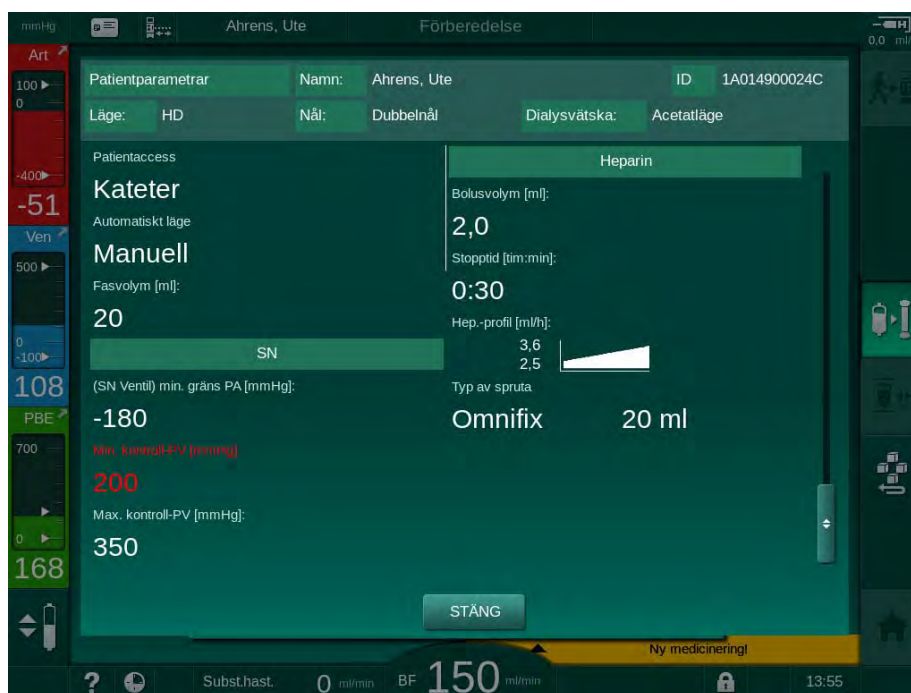 mmHg
Ahrens, Ute
Förberedelse
H
0,0 ml/
Art
100
0
-400
-51
Ven
500
0
-100
108
PBE
700
0
168
Patientparametrar Namn: Ahrens, Ute ID 1A014900024C
Läge: HD Nål: Dubbelnål Dialysvätska: Acetatläge
Patientaccess
Kateter
Automatiskt läge
Manuell
Fasvolym [ml]:
20
SN
(SN Ventil) min. gräns PA [mmHg]:
-180
Min. kontroll-PV [mmHg]
200
Max. kontroll-PV [mmHg]:
350
Heparin
Bolusvolym [ml]:
2,0
Stopptid [tim:min]:
0:30
Hep.-profil [ml/h]:
3,6
2,5
Typ av spruta
Omnifix 20 ml
STÄNG
Ny medicinering!
? Subst.hast. 0 ml/min BF 150 ml/min 13:55